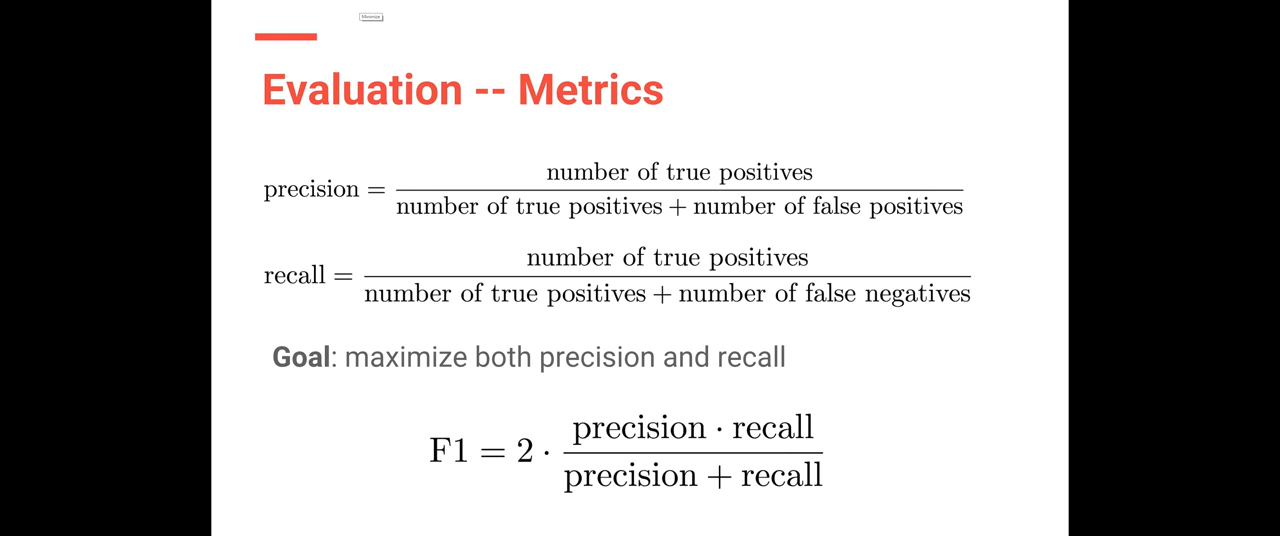 Minimize
Evaluation -- Metrics
precision = number of true positives / number of true positives + number of false positives
recall = number of true positives / number of true positives + number of false negatives
Goal: maximize both precision and recall
F1 = 2 · precision · recall / precision + recall